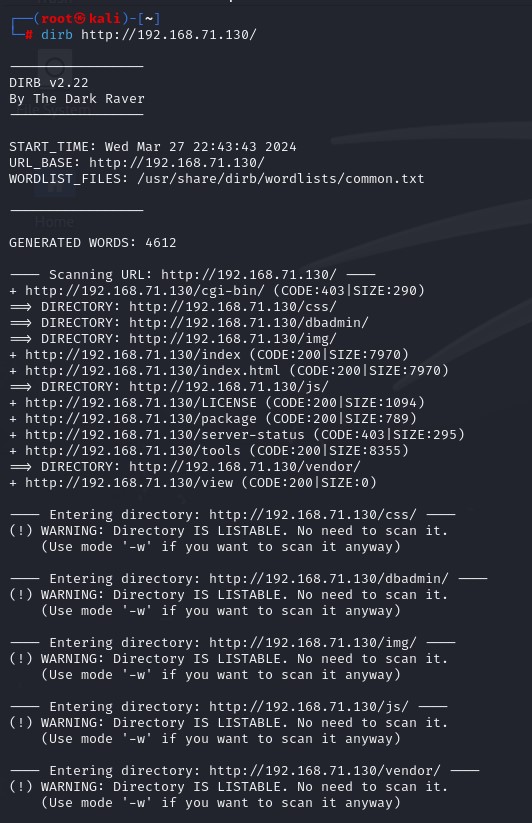 ┌──(root㉿kali)-[~]
└─# dirb http://192.168.71.130/
—————————————————
DIRB v2.22
By The Dark Raver
—————————————————
START_TIME: Wed Mar 27 22:43:43 2024
URL_BASE: http://192.168.71.130/
WORDLIST_FILES: /usr/share/dirb/wordlists/common.txt
—————————————————
Home
GENERATED WORDS: 4612
—— Scanning URL: http://192.168.71.130/ ——
+ http://192.168.71.130/cgi-bin/ (CODE:403|SIZE:290)
==> DIRECTORY: http://192.168.71.130/css/
==> DIRECTORY: http://192.168.71.130/dbadmin/
==> DIRECTORY: http://192.168.71.130/img/
+ http://192.168.71.130/index (CODE:200|SIZE:7970)
+ http://192.168.71.130/index.html (CODE:200|SIZE:7970)
==> DIRECTORY: http://192.168.71.130/js/
+ http://192.168.71.130/LICENSE (CODE:200|SIZE:1094)
+ http://192.168.71.130/package (CODE:200|SIZE:789)
+ http://192.168.71.130/server-status (CODE:403|SIZE:295)
+ http://192.168.71.130/tools (CODE:200|SIZE:8355)
==> DIRECTORY: http://192.168.71.130/vendor/
+ http://192.168.71.130/view (CODE:200|SIZE:0)
—— Entering directory: http://192.168.71.130/css/ ——
(!) WARNING: Directory IS LISTABLE. No need to scan it.
(Use mode '-w' if you want to scan it anyway)
—— Entering directory: http://192.168.71.130/dbadmin/ ——
(!) WARNING: Directory IS LISTABLE. No need to scan it.
(Use mode '-w' if you want to scan it anyway)
—— Entering directory: http://192.168.71.130/img/ ——
(!) WARNING: Directory IS LISTABLE. No need to scan it.
(Use mode '-w' if you want to scan it anyway)
—— Entering directory: http://192.168.71.130/js/ ——
(!) WARNING: Directory IS LISTABLE. No need to scan it.
(Use mode '-w' if you want to scan it anyway)
—— Entering directory: http://192.168.71.130/vendor/ ——
(!) WARNING: Directory IS LISTABLE. No need to scan it.
(Use mode '-w' if you want to scan it anyway)